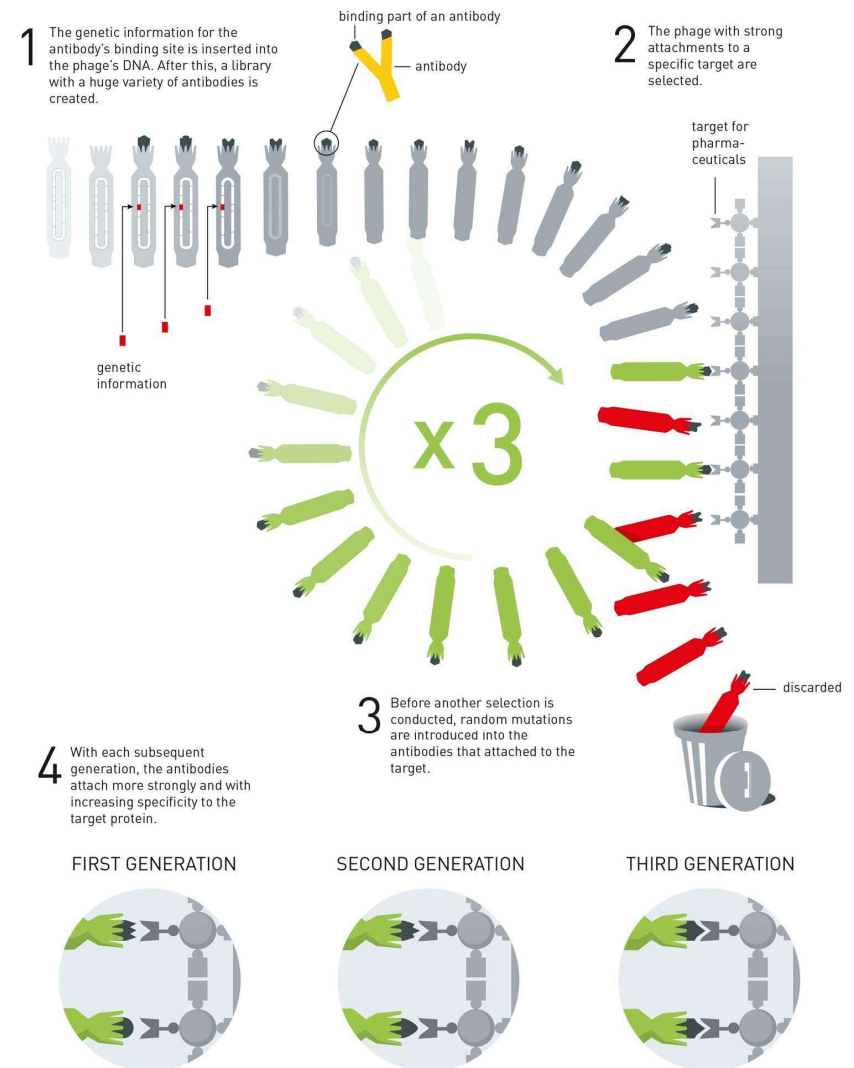 1
The genetic information for the
antibody's binding site is inserted into
the phage's DNA. After this, a library
with a huge variety of antibodies is
created.
binding part of an antibody
antibody
2
The phage with strong
attachments to a
specific target are
selected.
target for
pharma-
ceuticals
genetic
information
x 3
discarded
3
Before another selection is
conducted, random mutations
are introduced into the
antibodies that attached to the
target.
4
With each subsequent
generation, the antibodies
attach more strongly and with
increasing specificity to the
target protein.
FIRST GENERATION
SECOND GENERATION
THIRD GENERATION